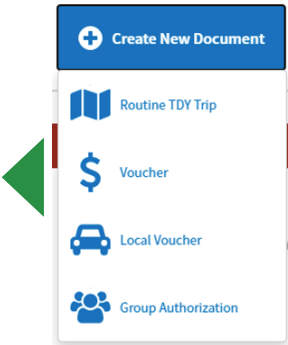 Create New Document
Routine TDY Trip
Voucher
Local Voucher
Group Authorization